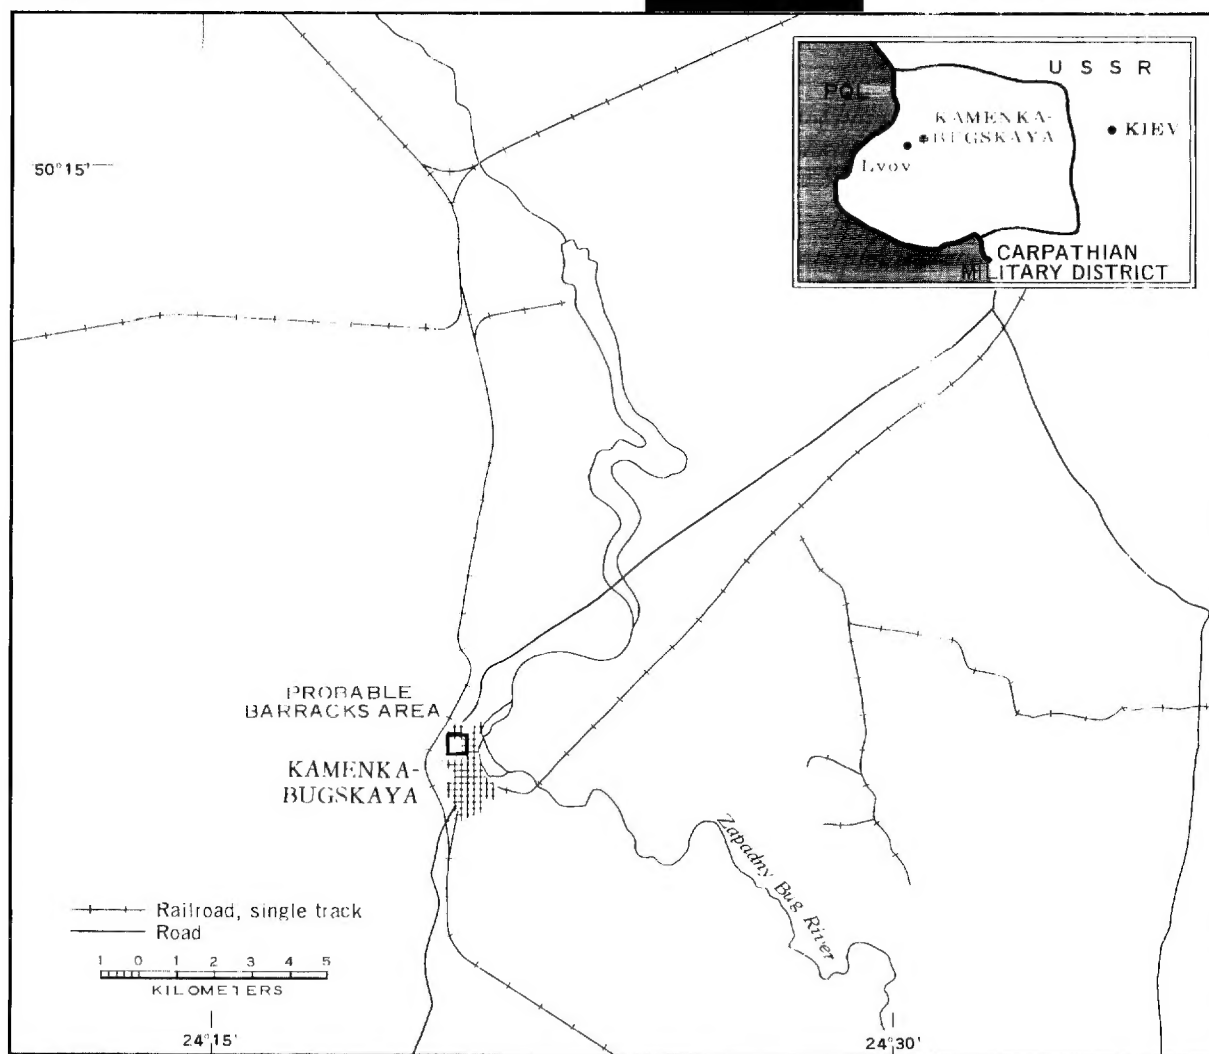 50°15'
U S S R
POL
KAMENKA-
BUGSKAYA
KIEV
Lvov
CARPATHIAN
MILITARY DISTRICT
PROBABLE
BARRACKS AREA
KAMENKA-
BUGSKAYA
Zapadny Bug River
Railroad, single track
Road
1 0 1 2 3 4 5
KILOMETERS
24°15'
24°30'